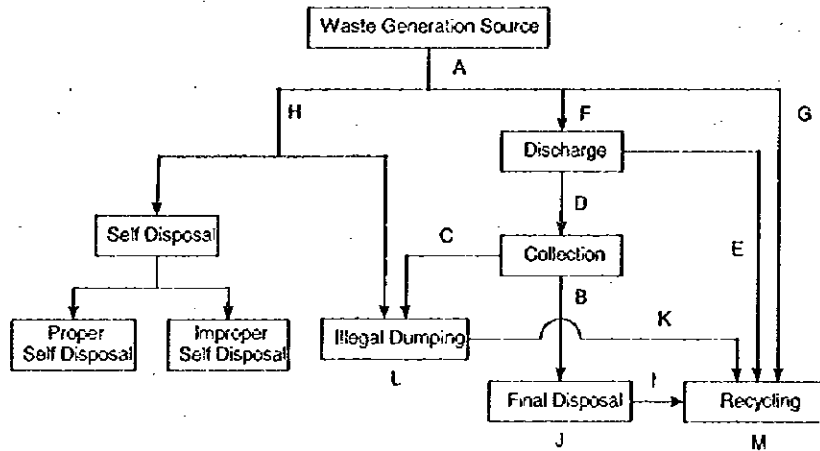 Waste Generation Source
A
H
F
G
Discharge
D
Self Disposal
C
Collection
E
B
Proper
Self Disposal
Improper
Self Disposal
Illegal Dumping
K
L
Final Disposal
I
Recycling
J
M